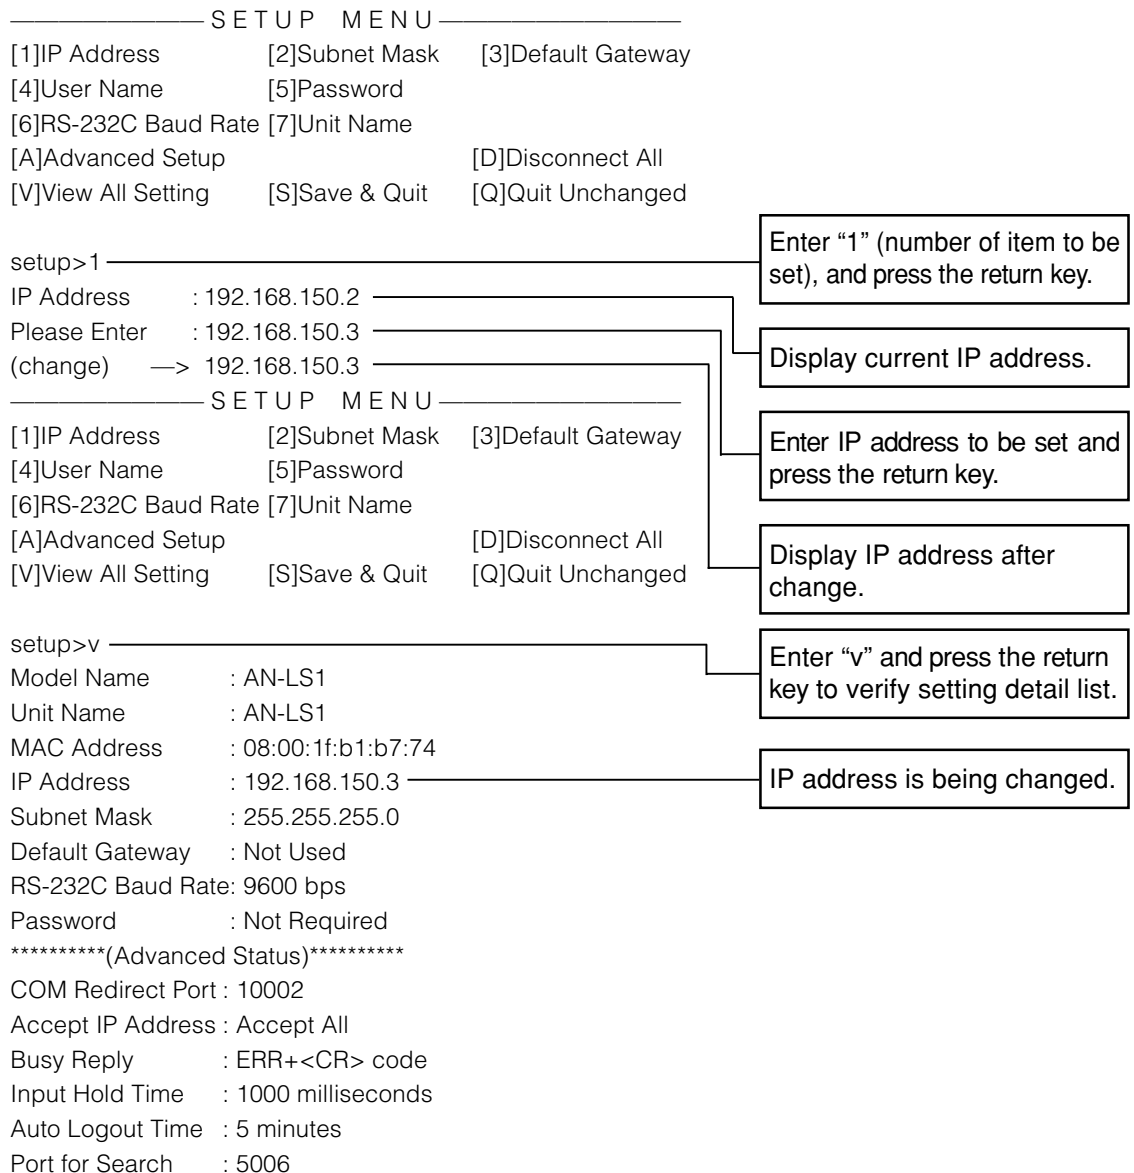 —————————— S E T U P   M E N U ——————————
[1]IP Address [2]Subnet Mask [3]Default Gateway
[4]User Name [5]Password
[6]RS-232C Baud Rate [7]Unit Name
[A]Advanced Setup [D]Disconnect All
[V]View All Setting [S]Save & Quit [Q]Quit Unchanged
setup>1
Enter “1” (number of item to be
set), and press the return key.
IP Address : 192.168.150.2
Display current IP address.
Please Enter : 192.168.150.3
Enter IP address to be set and
press the return key.
(change) —> 192.168.150.3
Display IP address after
change.
—————————— S E T U P   M E N U ——————————
[1]IP Address [2]Subnet Mask [3]Default Gateway
[4]User Name [5]Password
[6]RS-232C Baud Rate [7]Unit Name
[A]Advanced Setup [D]Disconnect All
[V]View All Setting [S]Save & Quit [Q]Quit Unchanged
setup>v
Enter “v” and press the return
key to verify setting detail list.
Model Name : AN-LS1
Unit Name : AN-LS1
MAC Address : 08:00:1f:b1:b7:74
IP Address : 192.168.150.3
IP address is being changed.
Subnet Mask : 255.255.255.0
Default Gateway : Not Used
RS-232C Baud Rate: 9600 bps
Password : Not Required
**********(Advanced Status)**********
COM Redirect Port : 10002
Accept IP Address : Accept All
Busy Reply : ERR+<CR> code
Input Hold Time : 1000 milliseconds
Auto Logout Time : 5 minutes
Port for Search : 5006